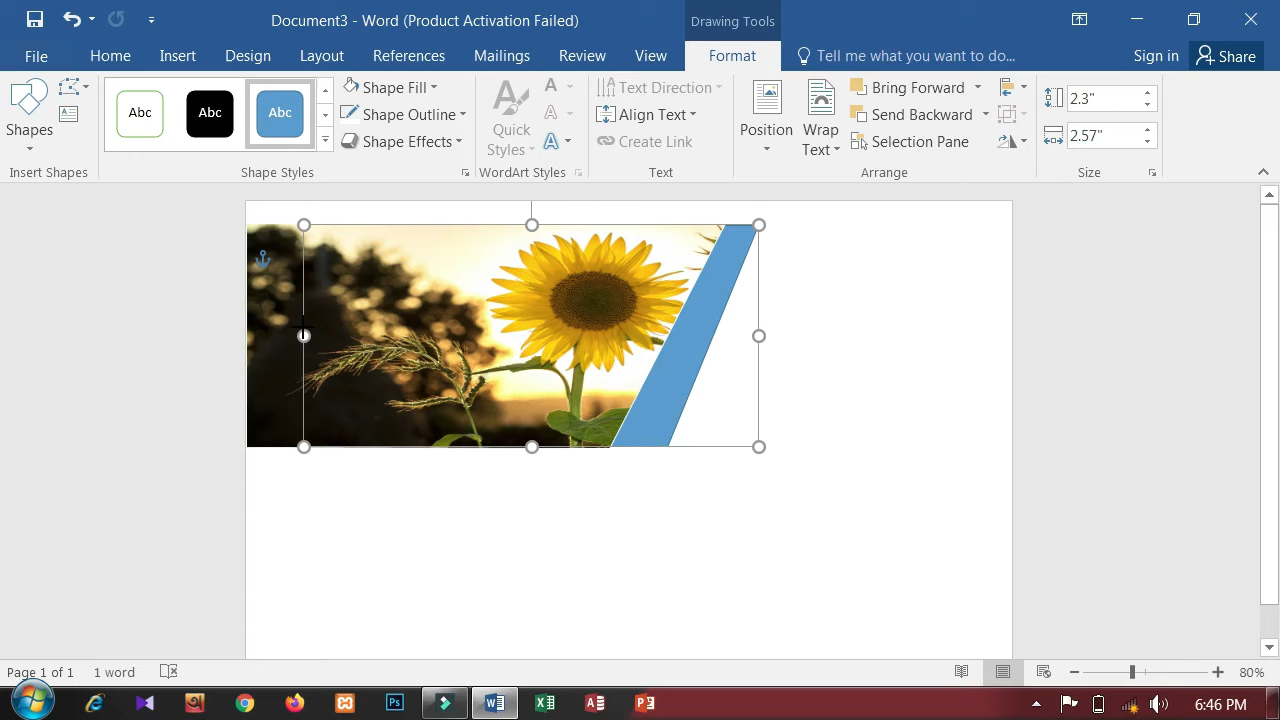 Document3 - Word (Product Activation Failed)
Drawing Tools
File
Home
Insert
Design
Layout
References
Mailings
Review
View
Format
Tell me what you want to do...
Sign in
Share
Shapes
Abc
Abc
Abc
Shape Fill
Shape Outline
Shape Effects
Quick
Styles
A
A
A
A
Text Direction
Align Text
Create Link
Position
Wrap
Text
Bring Forward
Send Backward
Selection Pane
2.3"
2.57"
Insert Shapes
Shape Styles
WordArt Styles
Text
Arrange
Size
Page 1 of 1
1 word
80%
6:46 PM